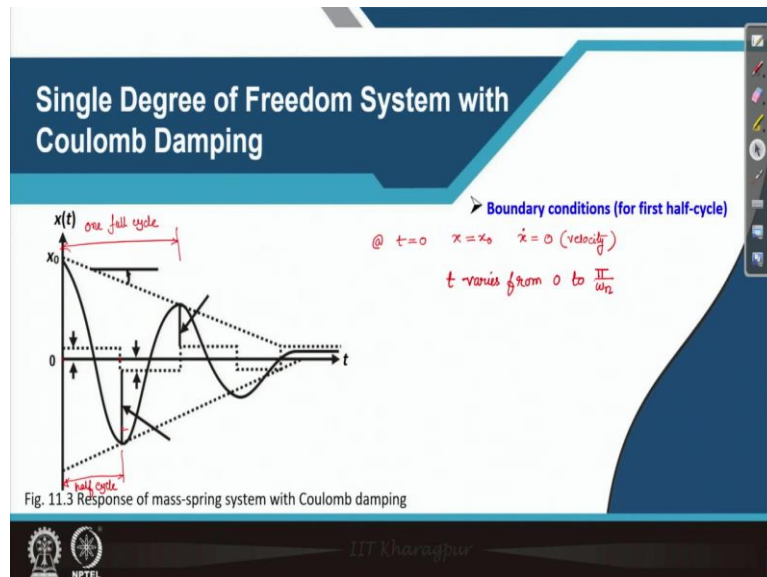 Single Degree of Freedom System with
Coulomb Damping
➤ Boundary conditions (for first half-cycle)
@ t=0 x=x₀ ẋ=0 (velocity)
t varies from 0 to π/ωn
x(t) one full cycle
x₀
0
t
half cycle
Fig. 11.3 Response of mass-spring system with Coulomb damping
IIT Kharagpur
NPTEL